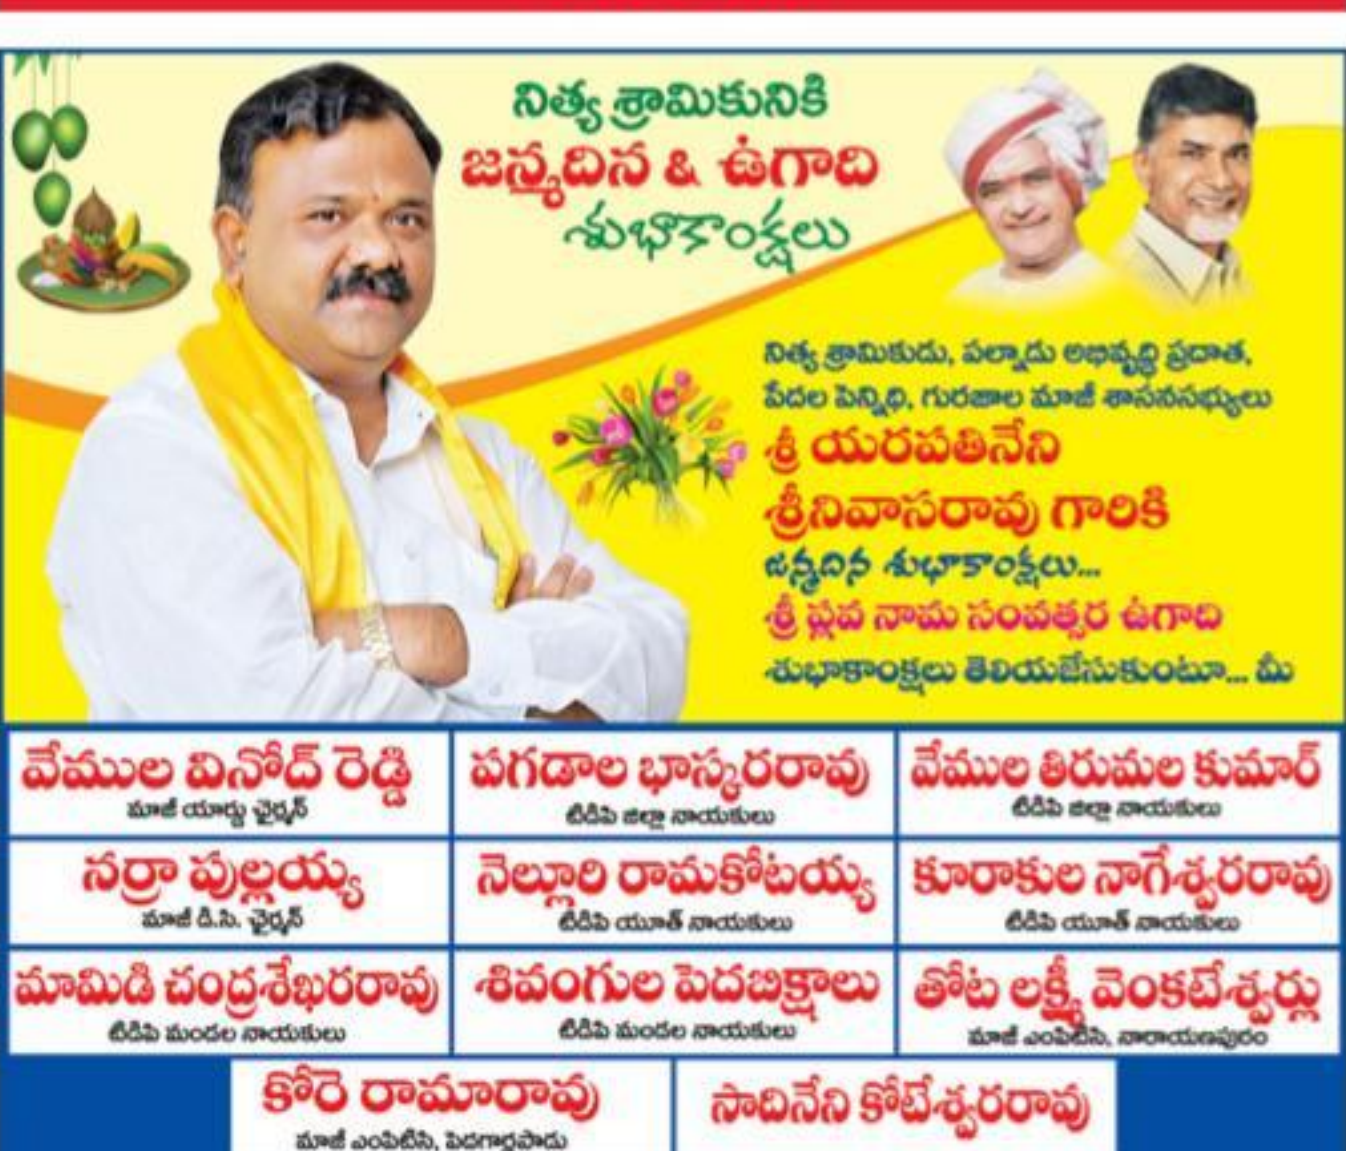 నిత్య శ్రామికునికి
జన్మదిన & ఉగాది
శుభాకాంక్షలు
నిత్య శ్రామికుడు, పల్నాడు అభివృద్ధి ప్రదాత,
పేదల పెన్నిధి, గురజాల మాజీ శాసనసభ్యులు
శ్రీ యరపతినేని
శ్రీనివాసరావు గారికి
జన్మదిన శుభాకాంక్షలు...
శ్రీ ప్లవ నామ సంవత్సర ఉగాది
శుభాకాంక్షలు తెలియజేసుకుంటూ... మీ
వేముల వినోద్ రెడ్డి
మాజీ యార్డు ఛైర్మన్
పగడాల భాస్కరరావు
టిడిపి జిల్లా నాయకులు
వేముల తిరుమల కుమార్
టిడిపి జిల్లా నాయకులు
నర్రా పుల్లయ్య
మాజీ డి.సి. ఛైర్మన్
నెల్లూరి రామకోటయ్య
టిడిపి యూత్ నాయకులు
కూరాకుల నాగేశ్వరరావు
టిడిపి యూత్ నాయకులు
మామిడి చంద్రశేఖరరావు
టిడిపి మండల నాయకులు
శివంగుల పెదబిక్షాలు
టిడిపి మండల నాయకులు
తోట లక్ష్మీ వెంకటేశ్వర్లు
మాజీ ఎంపిటిసి, నారాయణపురం
కోరె రామారావు
మాజీ ఎంపిటిసి, పెదగార్లపాడు
సాదినేని కోటేశ్వరరావు